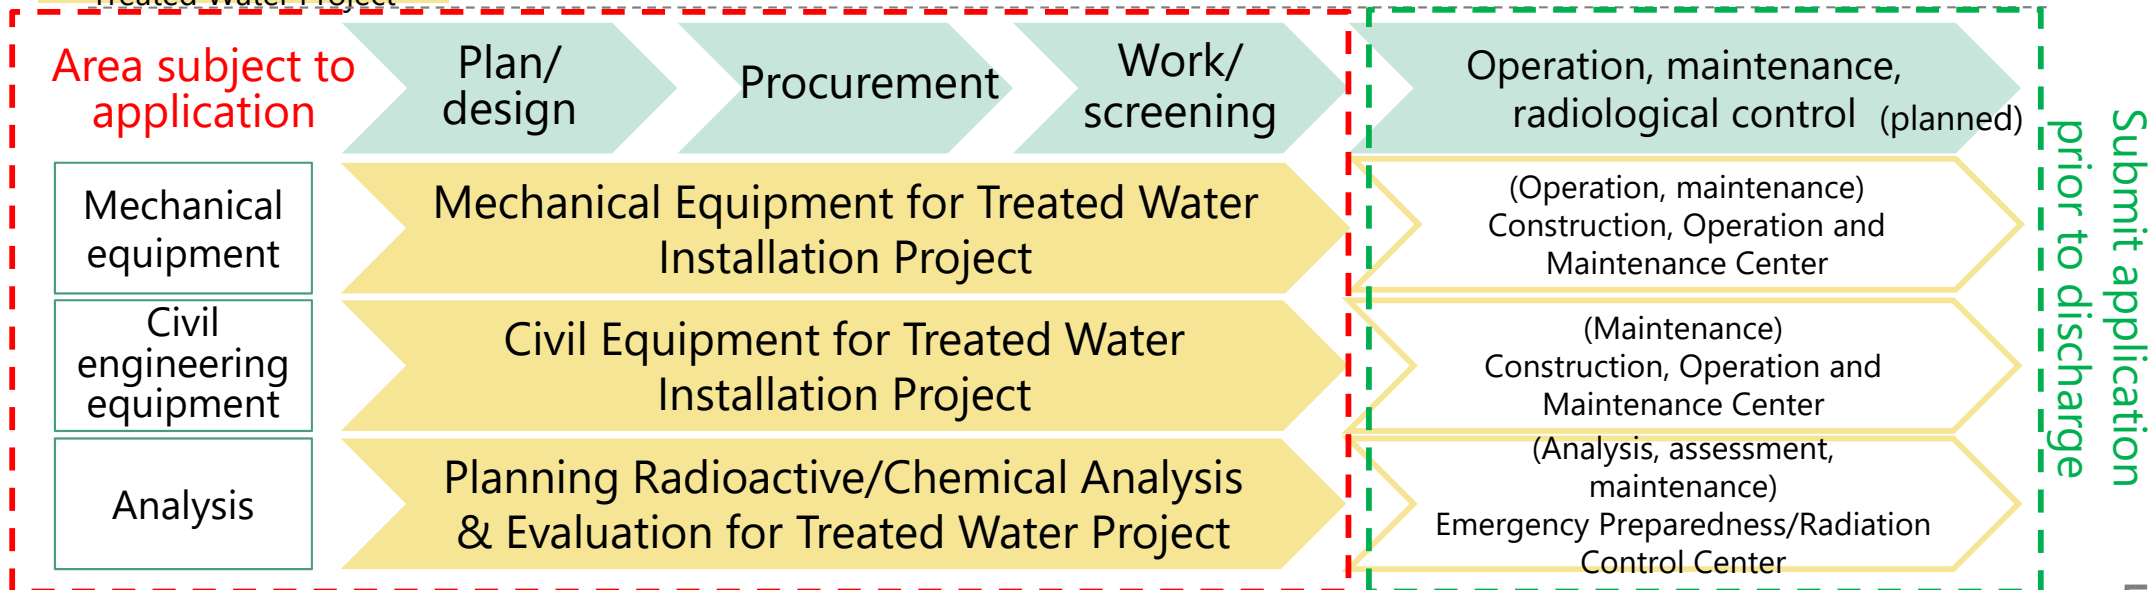 Treated Water Project
Area subject to
application
Plan/
design
Procurement
Work/
screening
Operation, maintenance,
radiological control (planned)
Mechanical
equipment
Mechanical Equipment for Treated Water
Installation Project
(Operation, maintenance)
Construction, Operation and
Maintenance Center
Civil
engineering
equipment
Civil Equipment for Treated Water
Installation Project
(Maintenance)
Construction, Operation and
Maintenance Center
Analysis
Planning Radioactive/Chemical Analysis
& Evaluation for Treated Water Project
(Analysis, assessment,
maintenance)
Emergency Preparedness/Radiation
Control Center
Submit application
prior to discharge